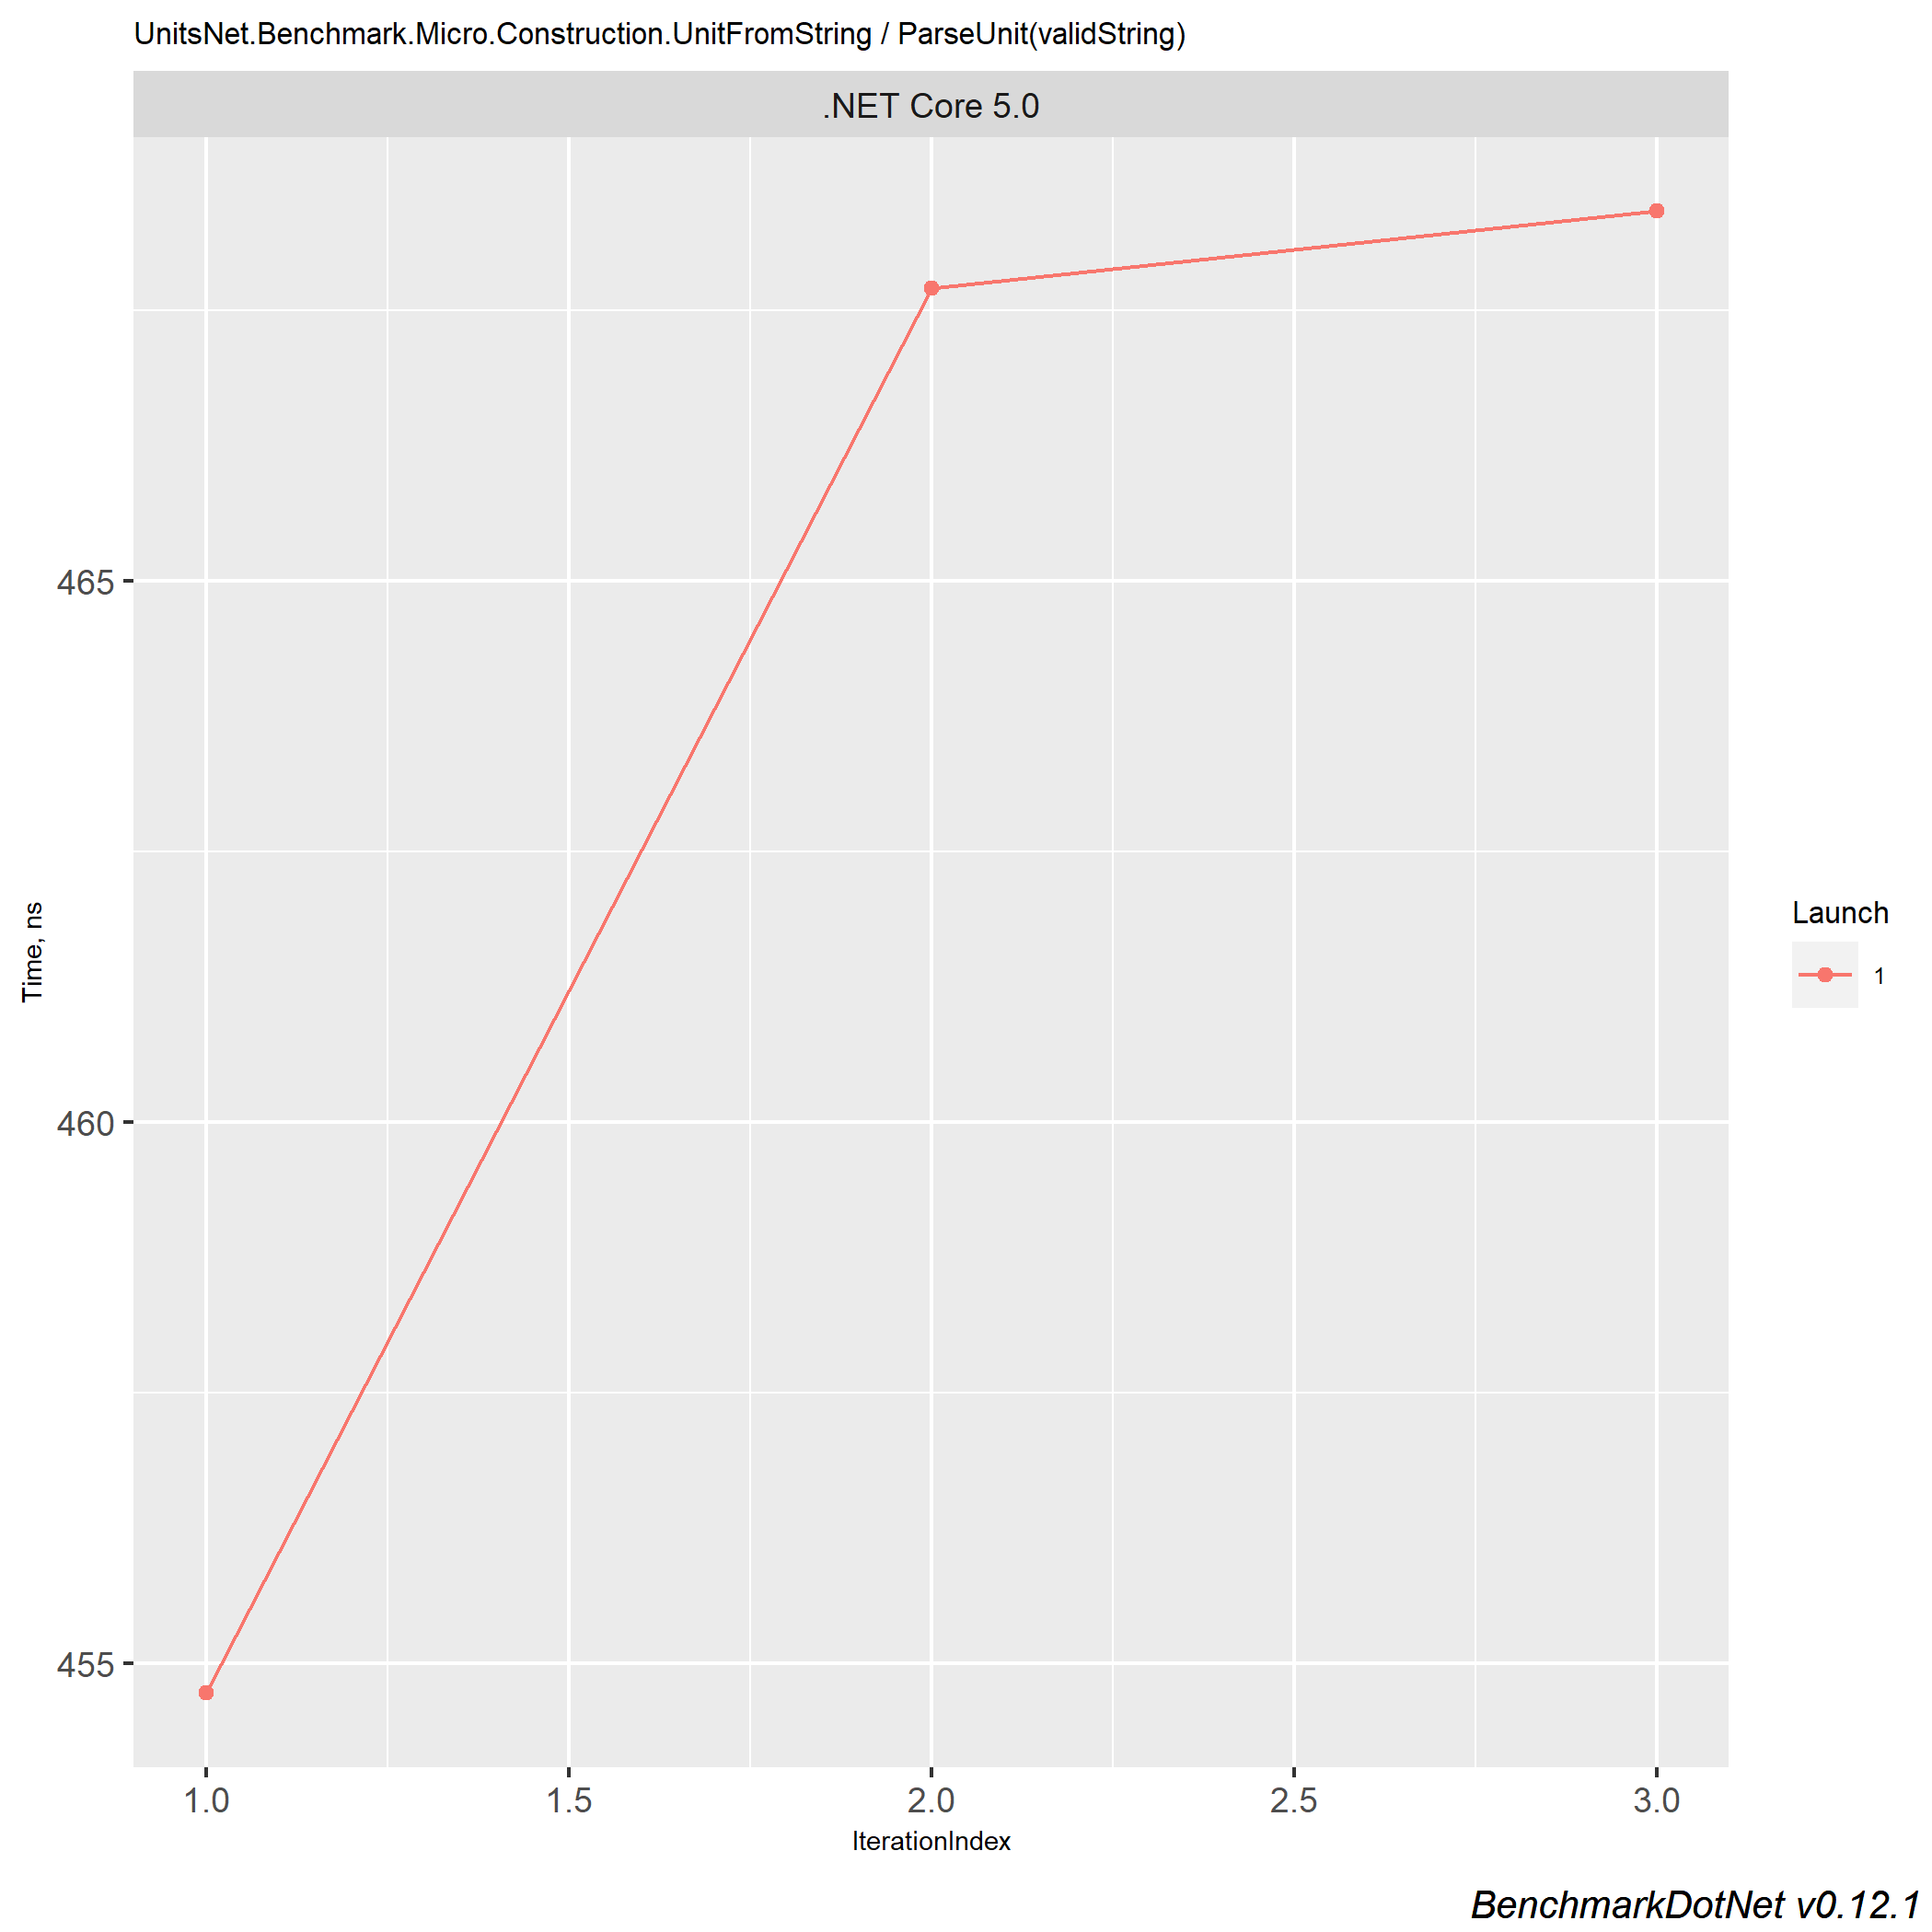 UnitsNet.Benchmark.Micro.Construction.UnitFromString / ParseUnit(validString)
.NET Core 5.0
465
460
455
Time, ns
1.0 1.5 2.0 2.5 3.0
IterationIndex
Launch
1
BenchmarkDotNet v0.12.1